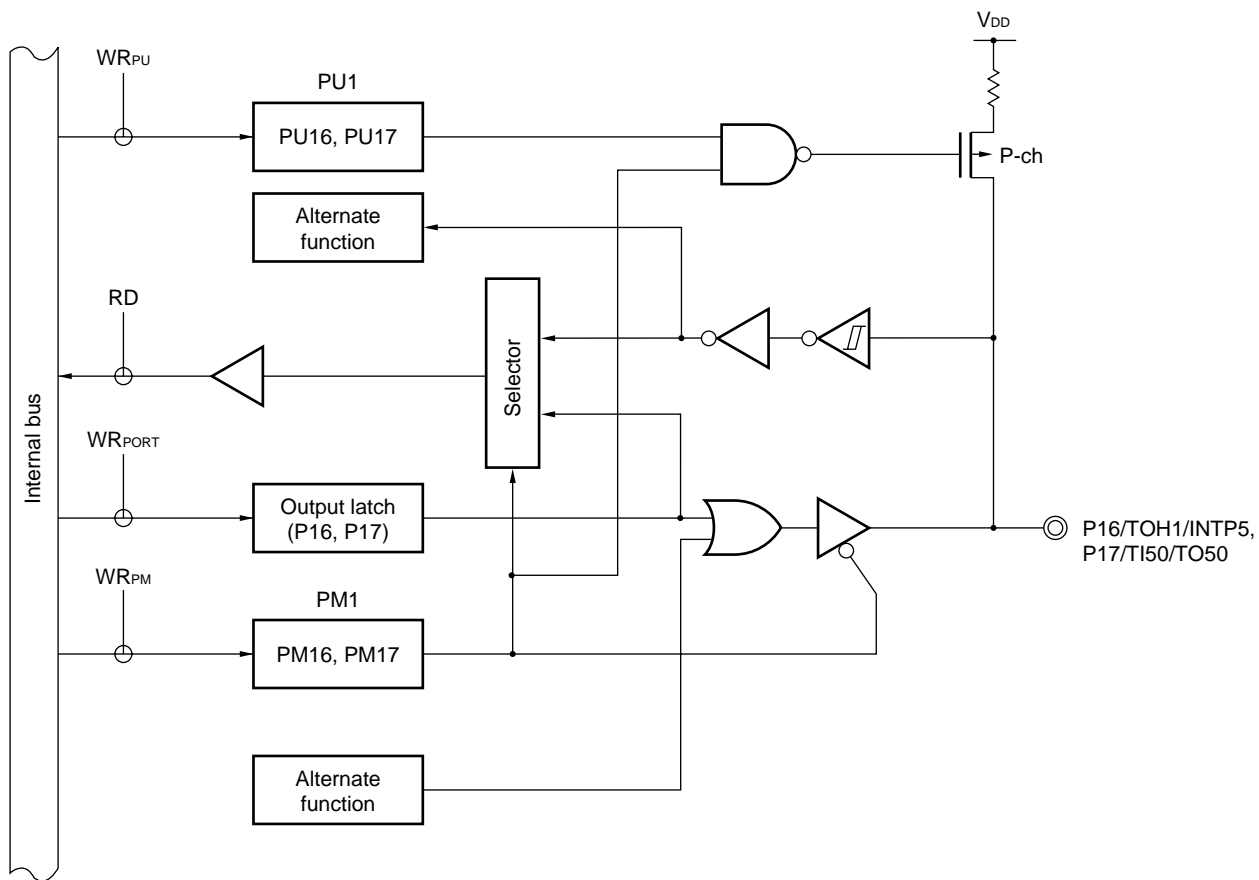 VDD
WRPU
PU1
PU16, PU17
P-ch
Alternate
function
RD
Selector
Internal bus
WRPORT
Output latch
(P16, P17)
P16/TOH1/INTP5,
P17/TI50/TO50
WRPM
PM1
PM16, PM17
Alternate
function